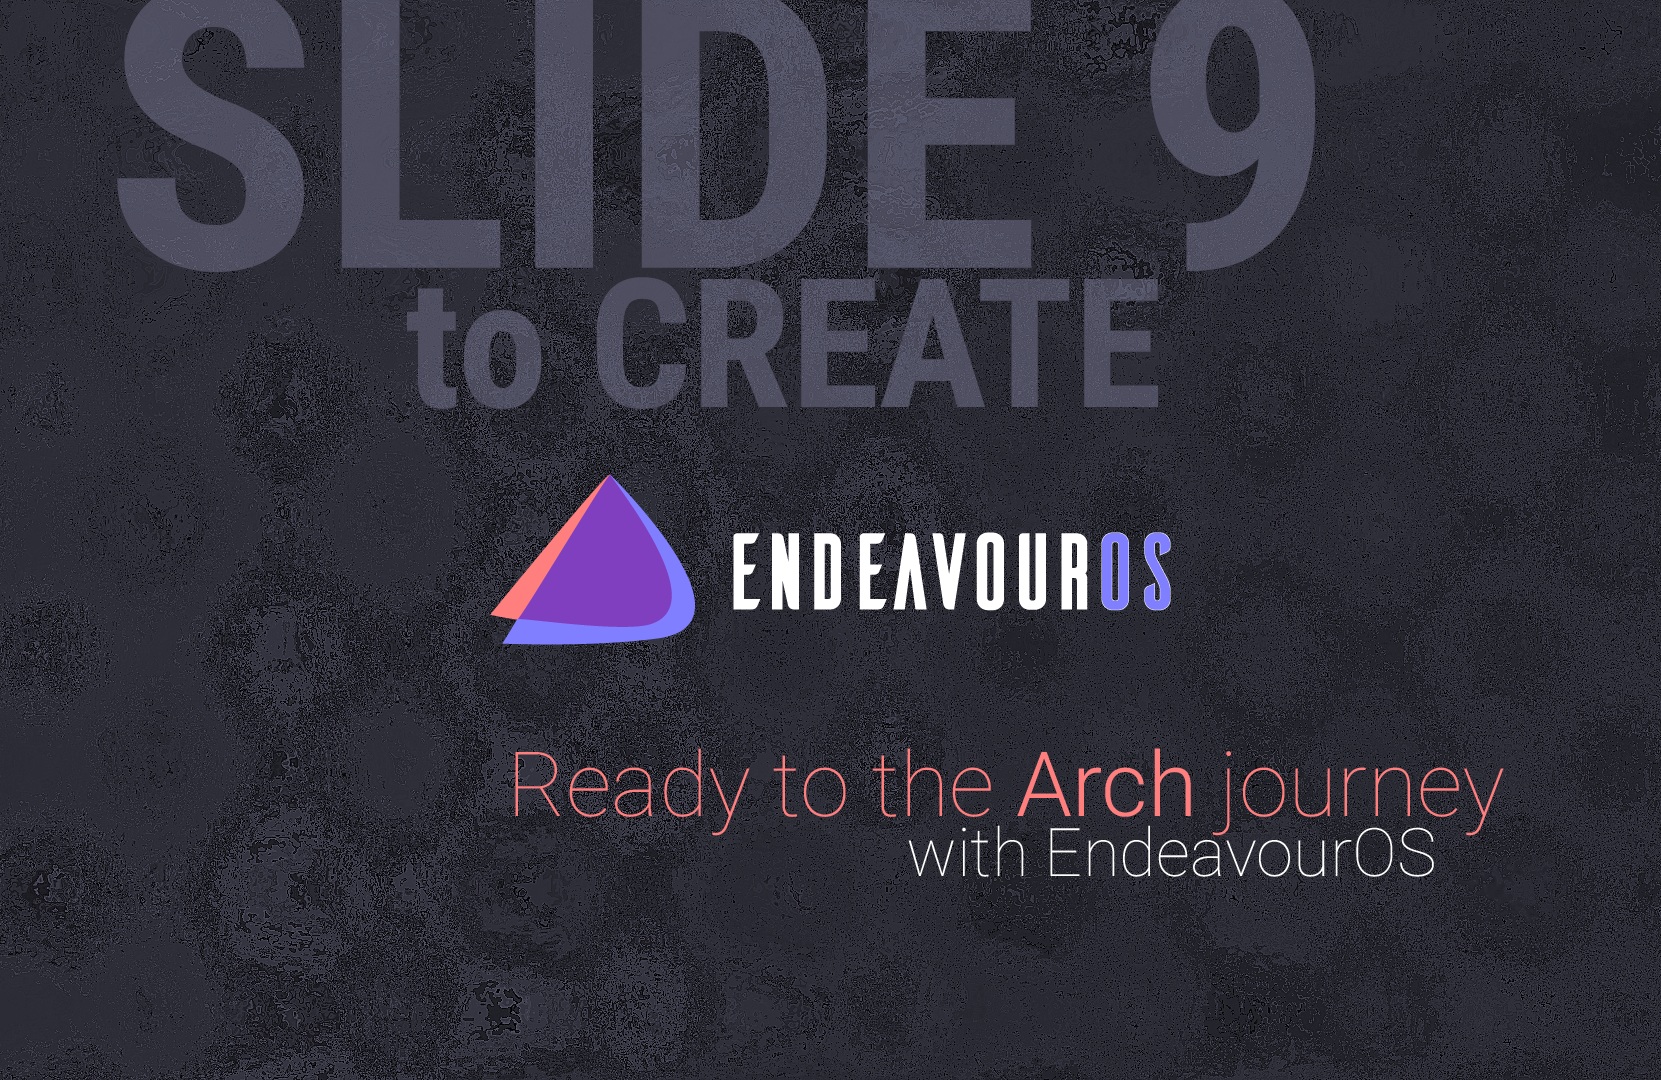 SLIDE 9
to CREATE
ENDEAVOUROS
Ready to the Arch journey
with EndeavourOS